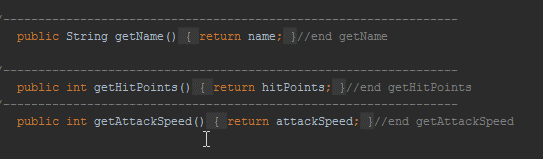 /----------------------------------------------------------
public String getName() { return name; }//end getName
/----------------------------------------------------------
public int getHitPoints() { return hitPoints; }//end getHitPoints
/----------------------------------------------------------
public int getAttackSpeed() { return attackSpeed; }//end getAttackSpeed